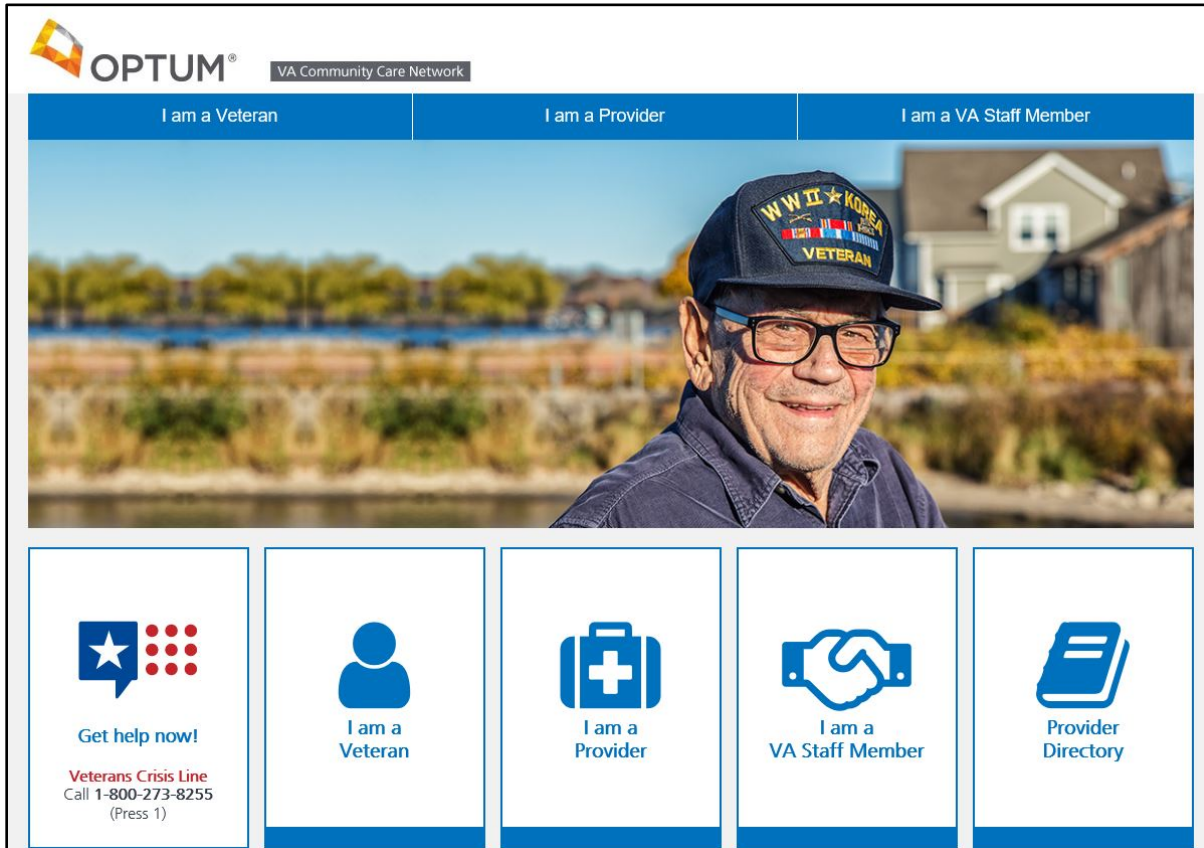 OPTUM®
VA Community Care Network
I am a Veteran
I am a Provider
I am a VA Staff Member
WWII ★ KOREA
VETERAN
Get help now!
Veterans Crisis Line
Call 1-800-273-8255
(Press 1)
I am a
Veteran
I am a
Provider
I am a
VA Staff Member
Provider
Directory